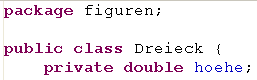 package figuren;
public class Dreieck {
private double hoehe;